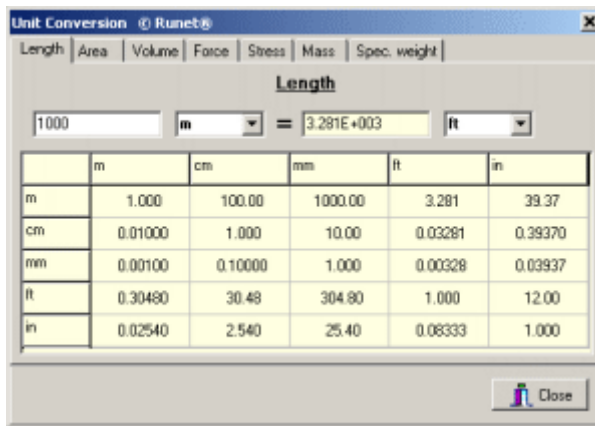 Unit Conversion © Runet®
Length Area Volume Force Stress Mass Spec. weight
Length
1000 m = 3.281E+003 ft
m cm mm ft in
m 1.000 100.00 1000.00 3.281 39.37
cm 0.01000 1.000 10.00 0.03281 0.39370
mm 0.00100 0.10000 1.000 0.00328 0.03937
ft 0.30480 30.48 304.80 1.000 12.00
in 0.02540 2.540 25.40 0.08333 1.000
Close